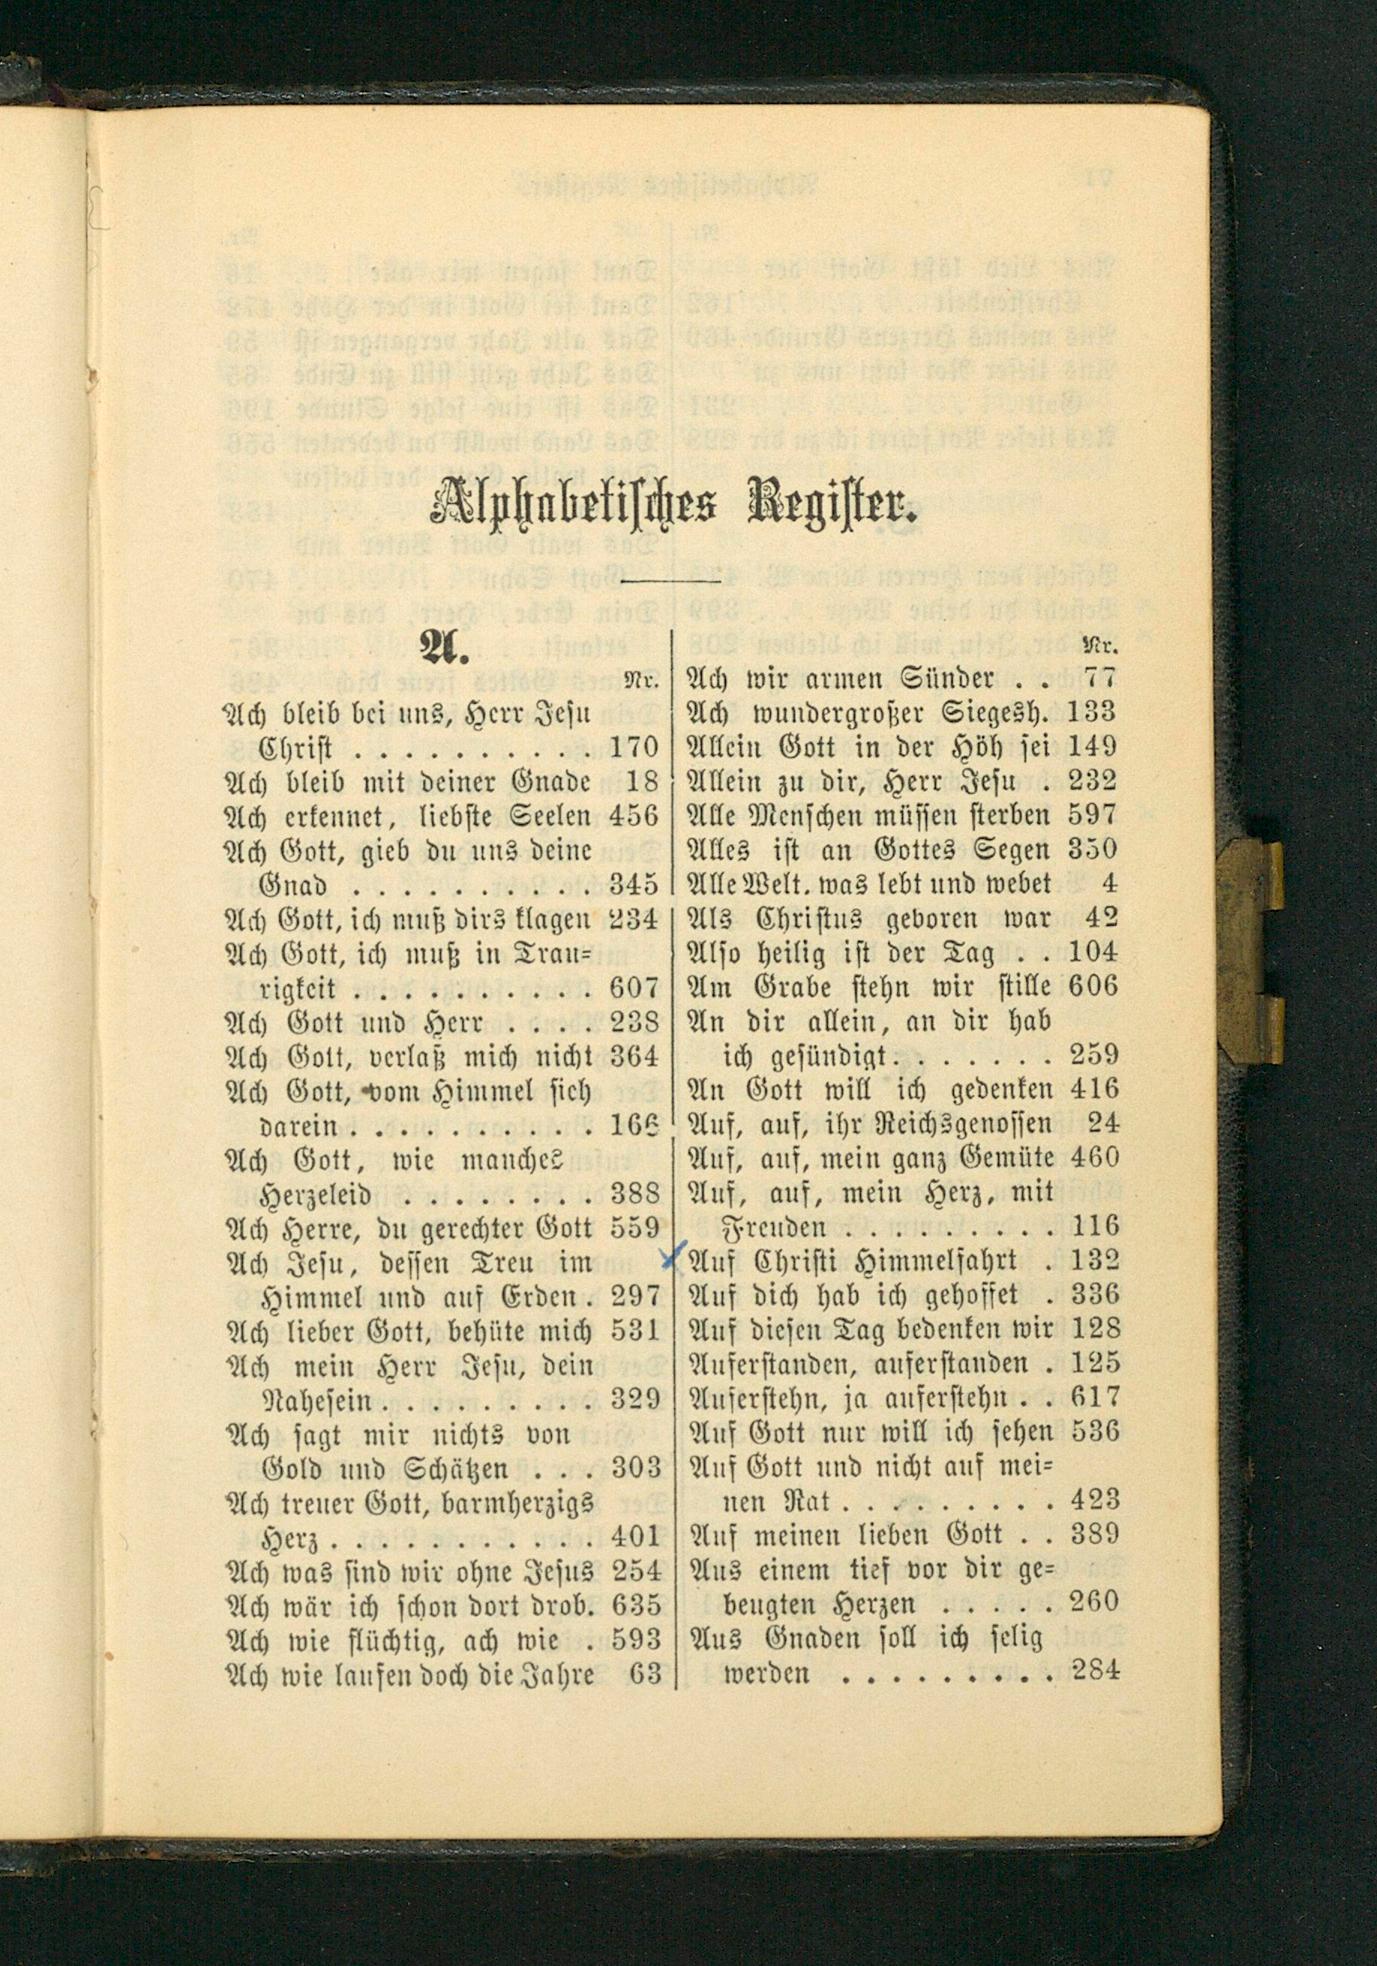 Alphabetisches Register.
A.
Nr.
Ach bleib bei uns, Herr Jesu
Christ . . . . . . . . . . 170
Ach bleib mit deiner Gnade 18
Ach erkennet, liebste Seelen 456
Ach Gott, gieb du uns deine
Gnad . . . . . . . . . . 345
Ach Gott, ich muß dirs klagen 234
Ach Gott, ich muß in Trau=
rigkeit . . . . . . . . . . 607
Ach Gott und Herr . . . . 238
Ach Gott, verlaß mich nicht 364
Ach Gott, vom Himmel sieh
darein . . . . . . . . . . 166
Ach Gott, wie manches
Herzeleid . . . . . . . . 388
Ach Herre, du gerechter Gott 559
Ach Jesu, dessen Treu im
Himmel und auf Erden . 297
Ach lieber Gott, behüte mich 531
Ach mein Herr Jesu, dein
Nahesein . . . . . . . . . 329
Ach sagt mir nichts von
Gold und Schätzen . . . 303
Ach treuer Gott, barmherzigs
Herz . . . . . . . . . . . 401
Ach was sind wir ohne Jesus 254
Ach wär ich schon dort drob. 635
Ach wie flüchtig, ach wie . 593
Ach wie laufen doch die Jahre 63
Nr.
Ach wir armen Sünder . . 77
Ach wundergroßer Siegesh. 133
Allein Gott in der Höh sei 149
Allein zu dir, Herr Jesu . 232
Alle Menschen müssen sterben 597
Alles ist an Gottes Segen 350
Alle Welt. was lebt und webet 4
Als Christus geboren war 42
Also heilig ist der Tag . . 104
Am Grabe stehn wir stille 606
An dir allein, an dir hab
ich gesündigt . . . . . . . 259
An Gott will ich gedenken 416
Auf, auf, ihr Reichsgenossen 24
Auf, auf, mein ganz Gemüte 460
Auf, auf, mein Herz, mit
Freuden . . . . . . . . . 116
Auf Christi Himmelfahrt . 132
Auf dich hab ich gehoffet . 336
Auf diesen Tag bedenken wir 128
Auferstanden, auferstanden . 125
Auferstehn, ja auferstehn . . 617
Auf Gott nur will ich sehen 536
Auf Gott und nicht auf mei=
nen Rat . . . . . . . . . 423
Auf meinen lieben Gott . . 389
Aus einem tief vor dir ge=
beugten Herzen . . . . . 260
Aus Gnaden soll ich selig
werden . . . . . . . . . 284